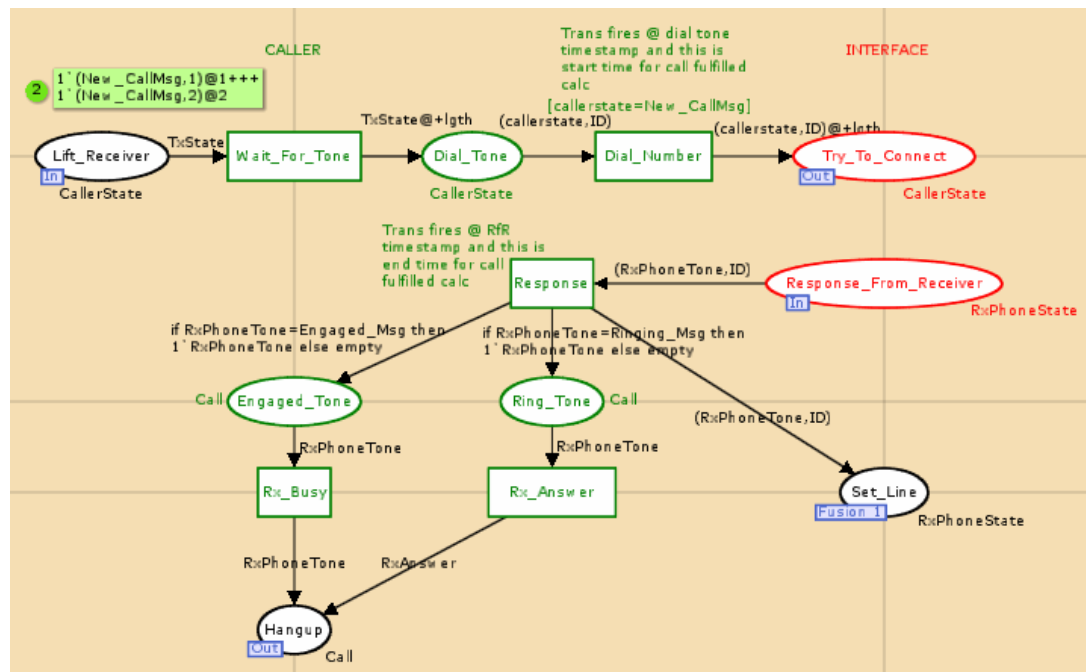 CALLER
Trans fires @ dial tone
timestamp and this is
start time for call fulfilled
calc
INTERFACE
2
1`(New_CallMsg,1)@1+++
1`(New_CallMsg,2)@2
[callerstate=New_CallMsg]
TxState
TxState@+lgth
(callerstate,ID)
(callerstate,ID)@+lgth
Lift_Receiver
Wait_For_Tone
Dial_Tone
Dial_Number
Try_To_Connect
In
Out
CallerState
CallerState
CallerState
Trans fires @ RfR
timestamp and this is
end time for call
fulfilled calc
(RxPhoneTone,ID)
Response
Response_From_Receiver
In
RxPhoneState
if RxPhoneTone=Engaged_Msg then
1`RxPhoneTone else empty
if RxPhoneTone=Ringing_Msg then
1`RxPhoneTone else empty
Call
Engaged_Tone
Ring_Tone
Call
(RxPhoneTone,ID)
RxPhoneTone
RxPhoneTone
Rx_Busy
Rx_Answer
Set_Line
Fusion 1
RxPhoneState
RxPhoneTone
RxAnswer
Hangup
Out
Call